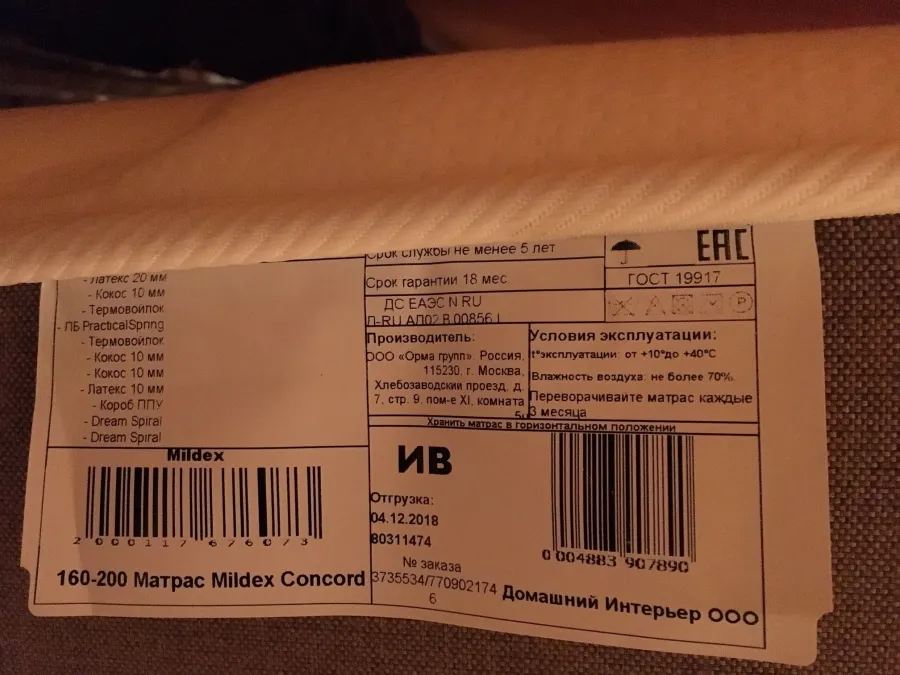 - Латекс 20 мм
- Кокос 10 мм
- Термовойлок
- ПБ PracticalSpring
- Термовойлок
- Кокос 10 мм
- Кокос 10 мм
- Латекс 10 мм
- Короб ППУ
- Dream Spiral
- Dream Spiral
Mildex
2000117676073
160-200 Матрас Mildex Concord
Срок службы не менее 5 лет
Срок гарантии 18 мес
ДС ЕАЭС N RU
Д-RU.АЛ02.В.00856
EAC
ГОСТ 19917
P
Производитель:
ООО «Орма групп». Россия,
115230. г. Москва.
Хлебозаводский проезд, д.
7, стр. 9. пом-е XI, комната
Условия эксплуатации:
t°эксплуатации: от +10°до +40°С
Влажность воздуха: не более 70%.
Переворачивайте матрас каждые
3 месяца
Хранить матрас в горизонтальном положении
ИВ
Отгрузка:
04.12.2018
80311474
№ заказа
3735534/770902174
6
0 004883 907890
Домашний Интерьер ООО